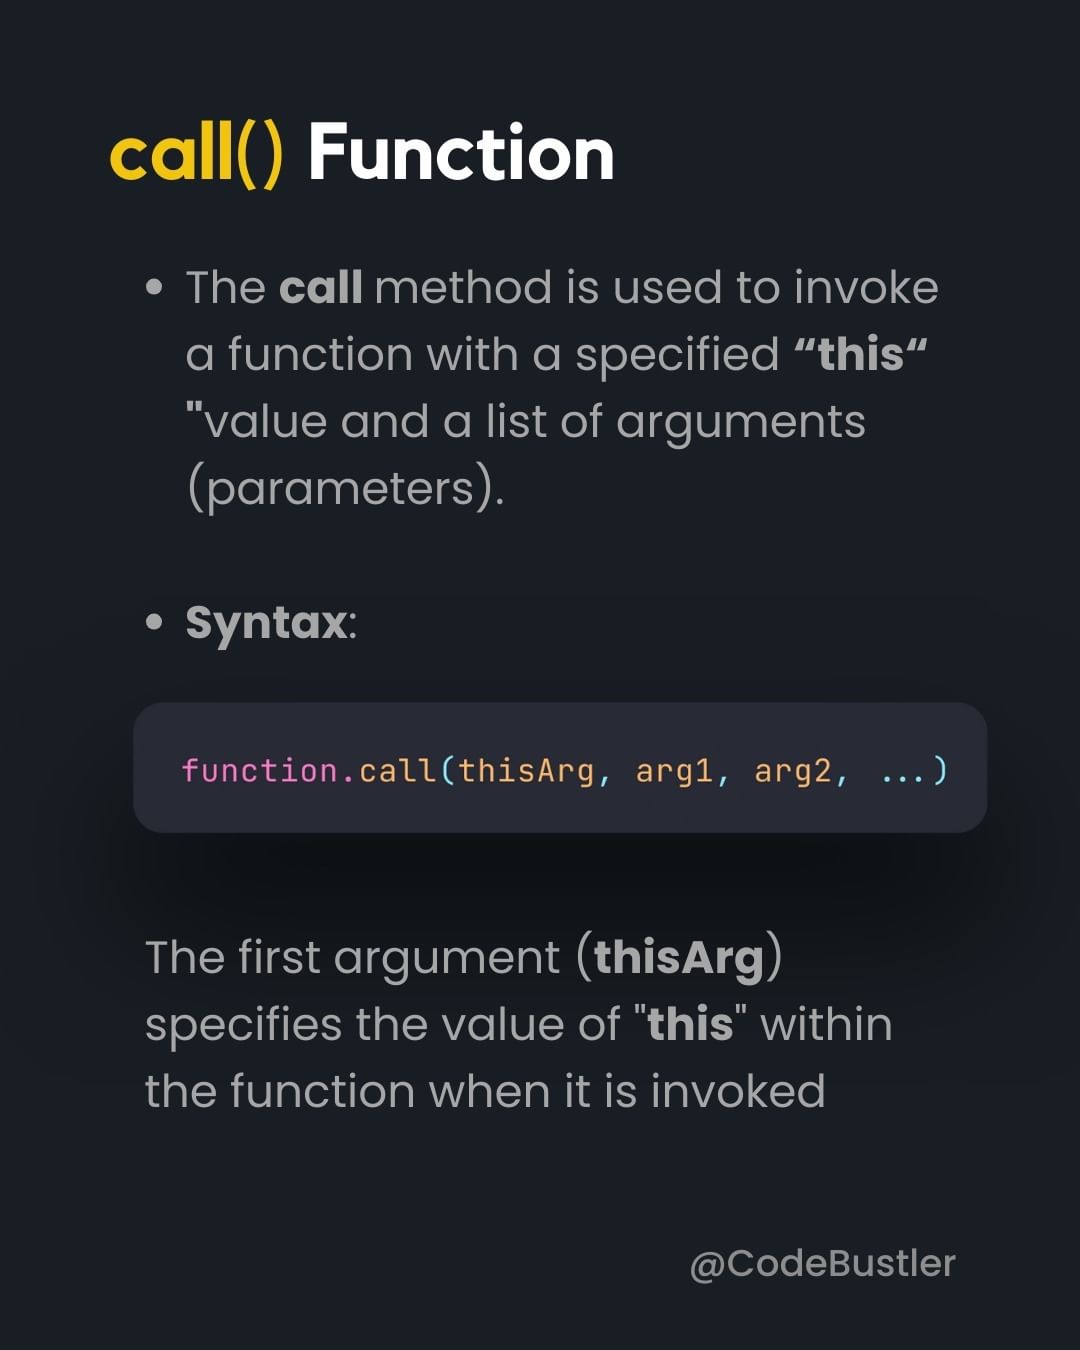 call() Function
• The call method is used to invoke
a function with a specified “this“
"value and a list of arguments
(parameters).
• Syntax:
function.call(thisArg, arg1, arg2, ...)
The first argument (thisArg)
specifies the value of "this" within
the function when it is invoked
@CodeBustler